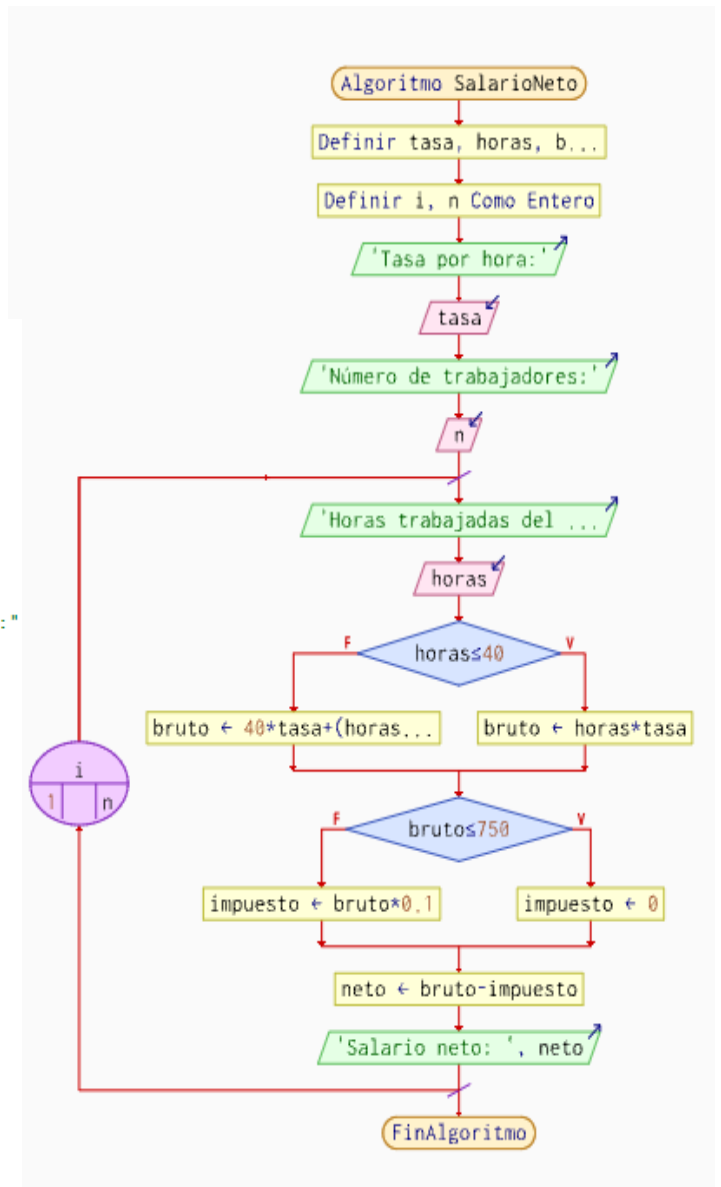 Algoritmo SalarioNeto
Definir tasa, horas, b...
Definir i, n Como Entero
'Tasa por hora:'
tasa
'Número de trabajadores:'
n
'Horas trabajadas del ...
horas
:"
horas≤40
F
V
bruto ← 40*tasa+(horas...
bruto ← horas*tasa
i
1
n
bruto≤750
F
V
impuesto ← bruto*0.1
impuesto ← 0
neto ← bruto-impuesto
'Salario neto: ', neto
FinAlgoritmo